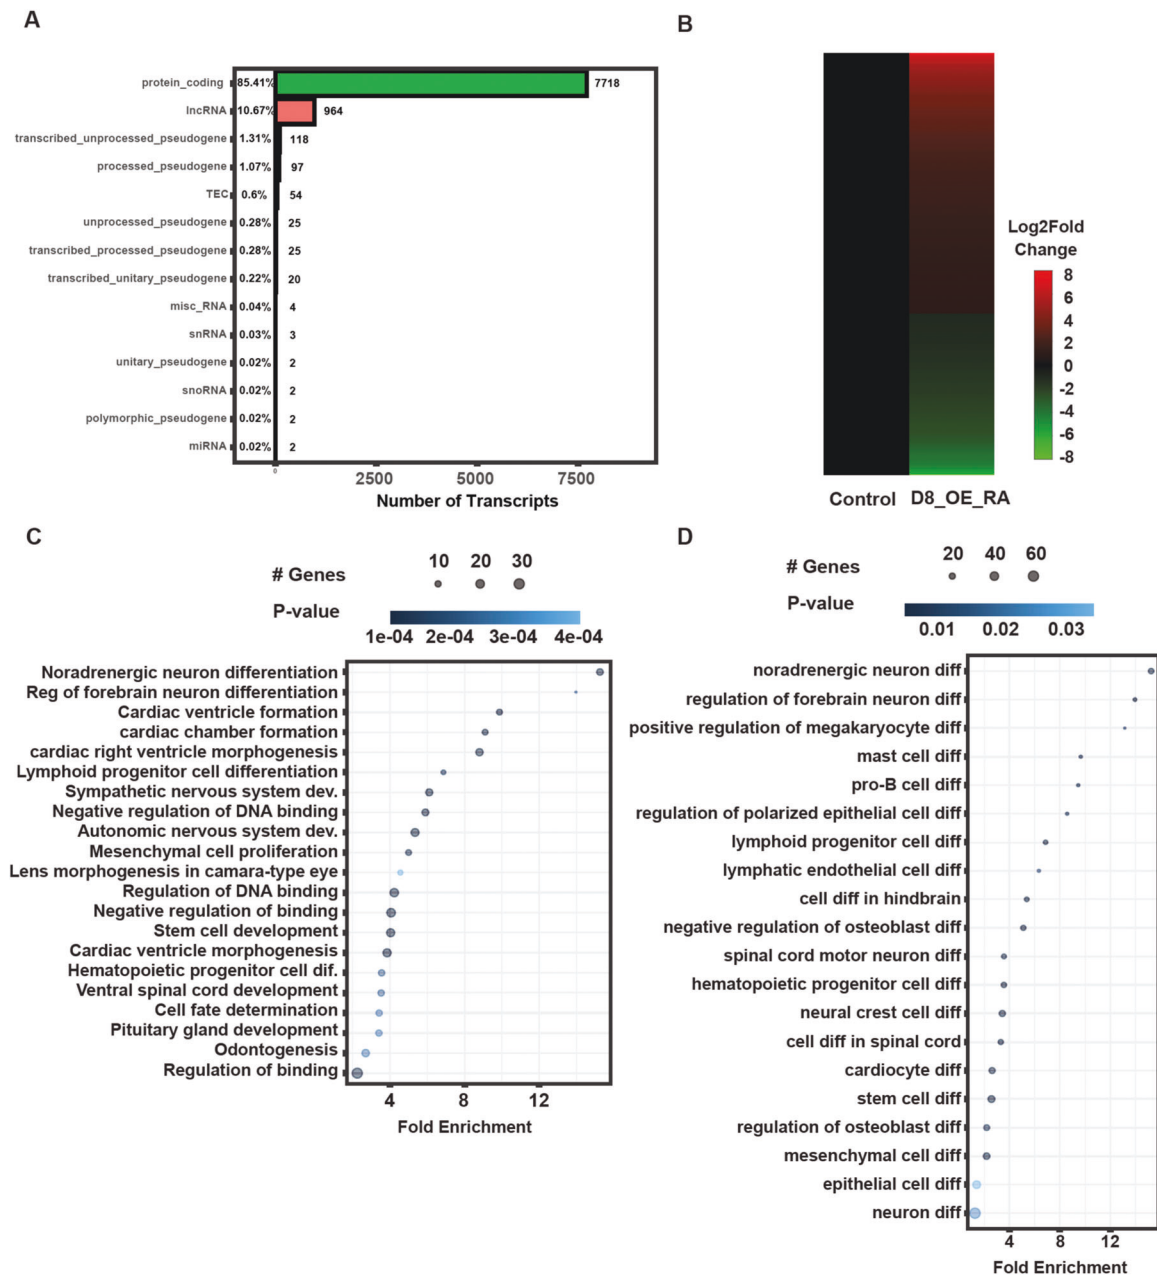 A
protein_coding 85.41% 7718
lncRNA 10.67% 964
transcribed_unprocessed_pseudogene 1.31% 118
processed_pseudogene 1.07% 97
TEC 0.6% 54
unprocessed_pseudogene 0.28% 25
transcribed_processed_pseudogene 0.28% 25
transcribed_unitary_pseudogene 0.22% 20
misc_RNA 0.04% 4
snRNA 0.03% 3
unitary_pseudogene 0.02% 2
snoRNA 0.02% 2
polymorphic_pseudogene 0.02% 2
miRNA 0.02% 2
0 2500 5000 7500
Number of Transcripts
B
Log2Fold
Change
8
6
4
2
0
-2
-4
-6
-8
Control D8_OE_RA
C
10 20 30
# Genes
P-value
1e-04 2e-04 3e-04 4e-04
Noradrenergic neuron differentiation
Reg of forebrain neuron differentiation
Cardiac ventricle formation
cardiac chamber formation
cardiac right ventricle morphogenesis
Lymphoid progenitor cell differentiation
Sympathetic nervous system dev.
Negative regulation of DNA binding
Autonomic nervous system dev.
Mesenchymal cell proliferation
Lens morphogenesis in camara-type eye
Regulation of DNA binding
Negative regulation of binding
Stem cell development
Cardiac ventricle morphogenesis
Hematopoietic progenitor cell dif.
Ventral spinal cord development
Cell fate determination
Pituitary gland development
Odontogenesis
Regulation of binding
4 8 12
Fold Enrichment
D
20 40 60
# Genes
P-value
0.01 0.02 0.03
noradrenergic neuron diff
regulation of forebrain neuron diff
positive regulation of megakaryocyte diff
mast cell diff
pro-B cell diff
regulation of polarized epithelial cell diff
lymphoid progenitor cell diff
lymphatic endothelial cell diff
cell diff in hindbrain
negative regulation of osteoblast diff
spinal cord motor neuron diff
hematopoietic progenitor cell diff
neural crest cell diff
cell diff in spinal cord
cardiocyte diff
stem cell diff
regulation of osteoblast diff
mesenchymal cell diff
epithelial cell diff
neuron diff
4 8 12
Fold Enrichment